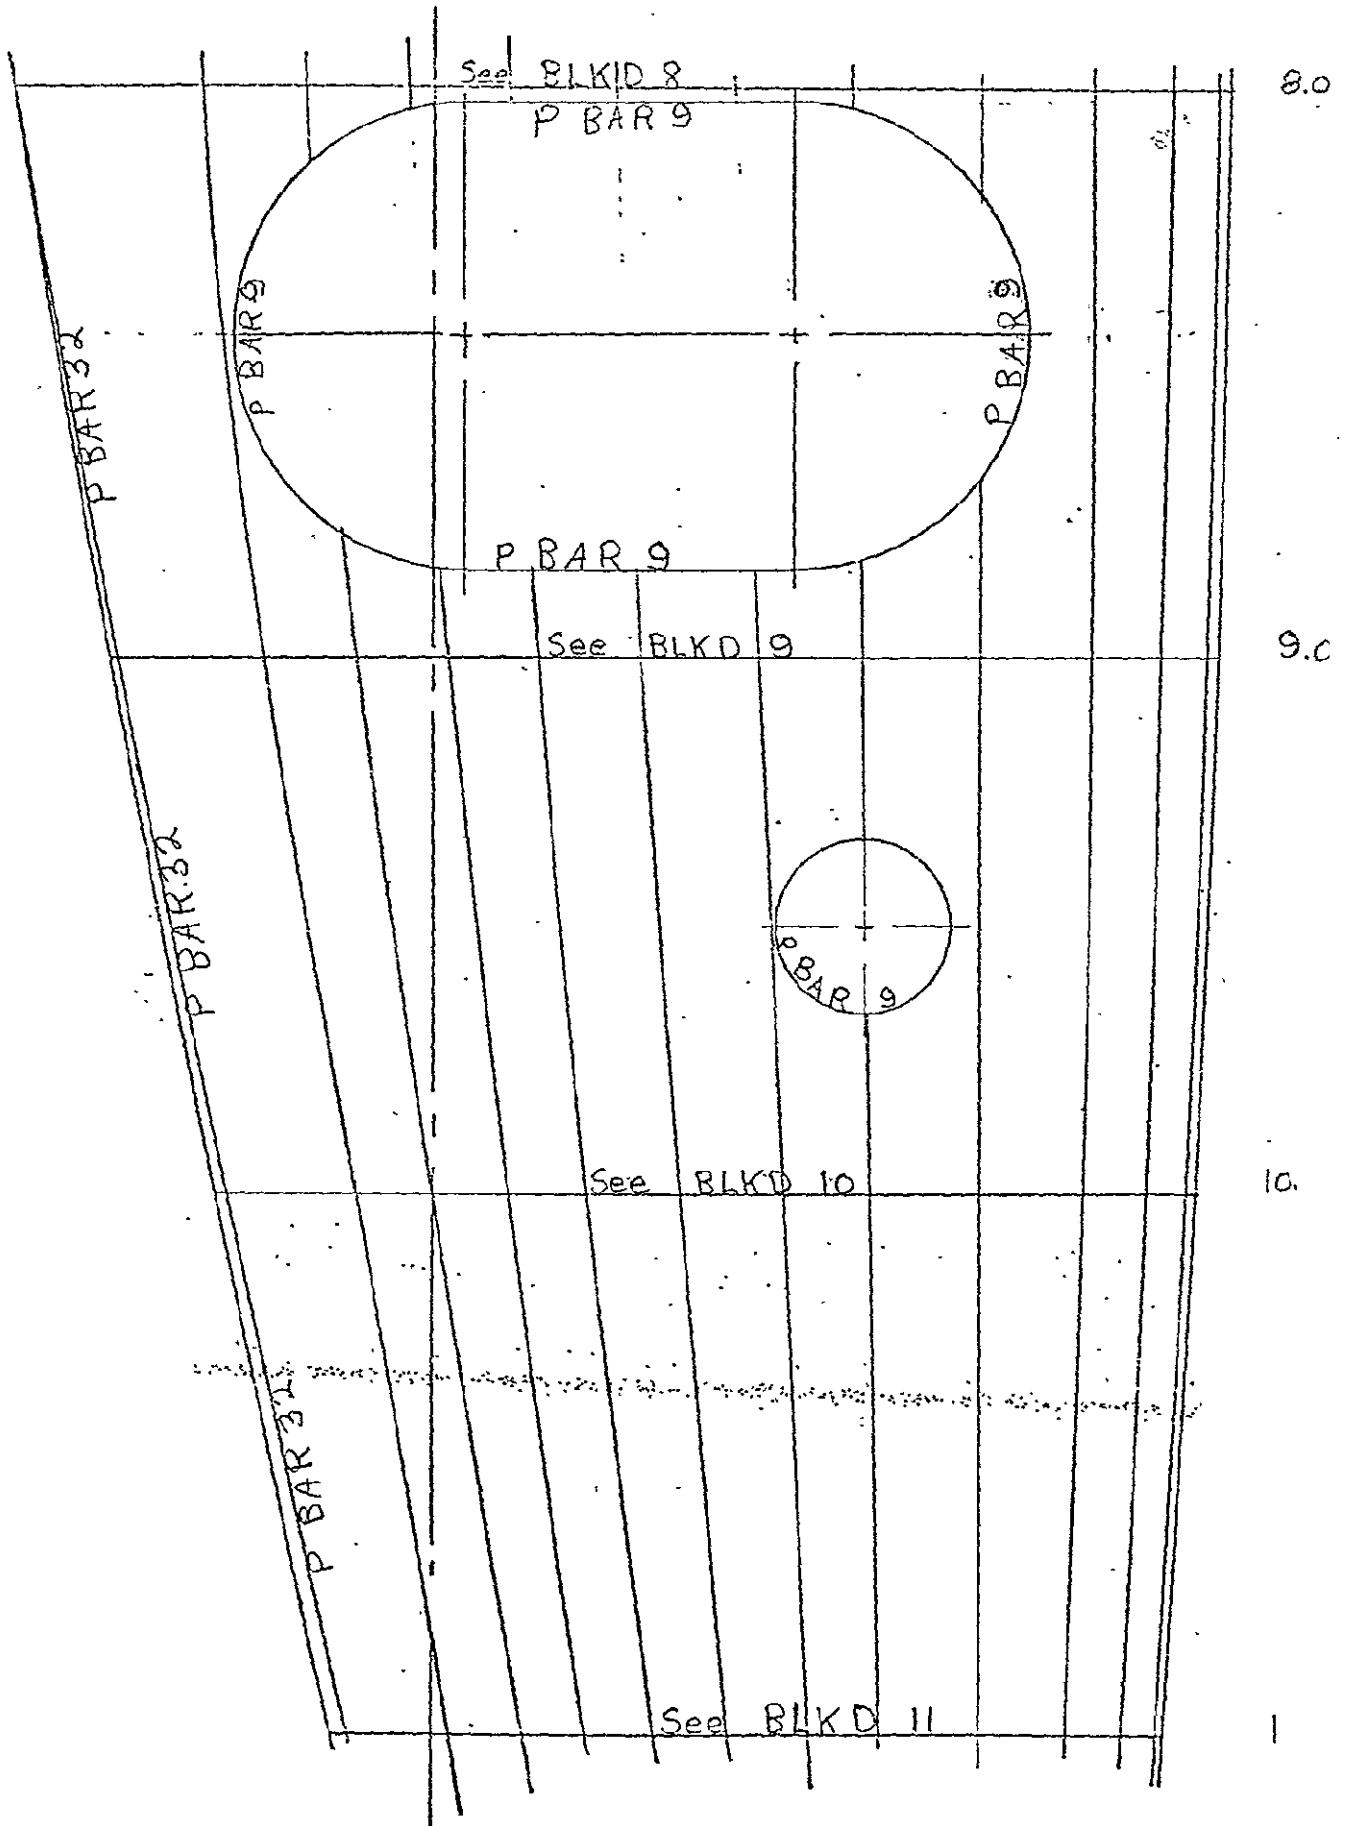 See BLKD 8
8.0
P BAR 9
P BAR 9
P BAR 9
P BAR 32
P BAR 9
See BLKD 9
9.0
P BAR 32
P BAR 9
See BLKD 10
10.
P BAR 32
See BLKD 11
1